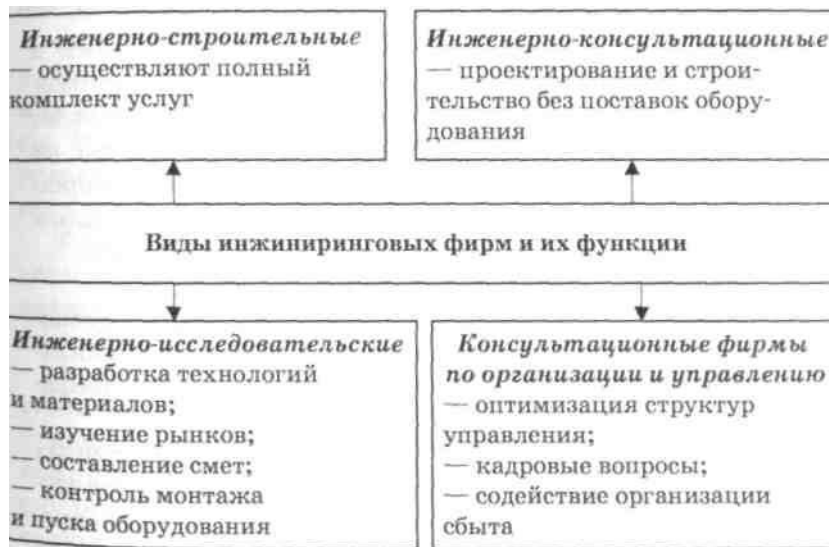 Инженерно-строительные
— осуществляют полный
комплект услуг
Инженерно-консультационные
— проектирование и строи-
тельство без поставок обору-
дования
Виды инжиниринговых фирм и их функции
Инженерно-исследовательские
— разработка технологий
и материалов;
— изучение рынков;
— составление смет;
— контроль монтажа
и пуска оборудования
Консультационные фирмы
по организации и управлению
— оптимизация структур
управления;
— кадровые вопросы;
— содействие организации
сбыта